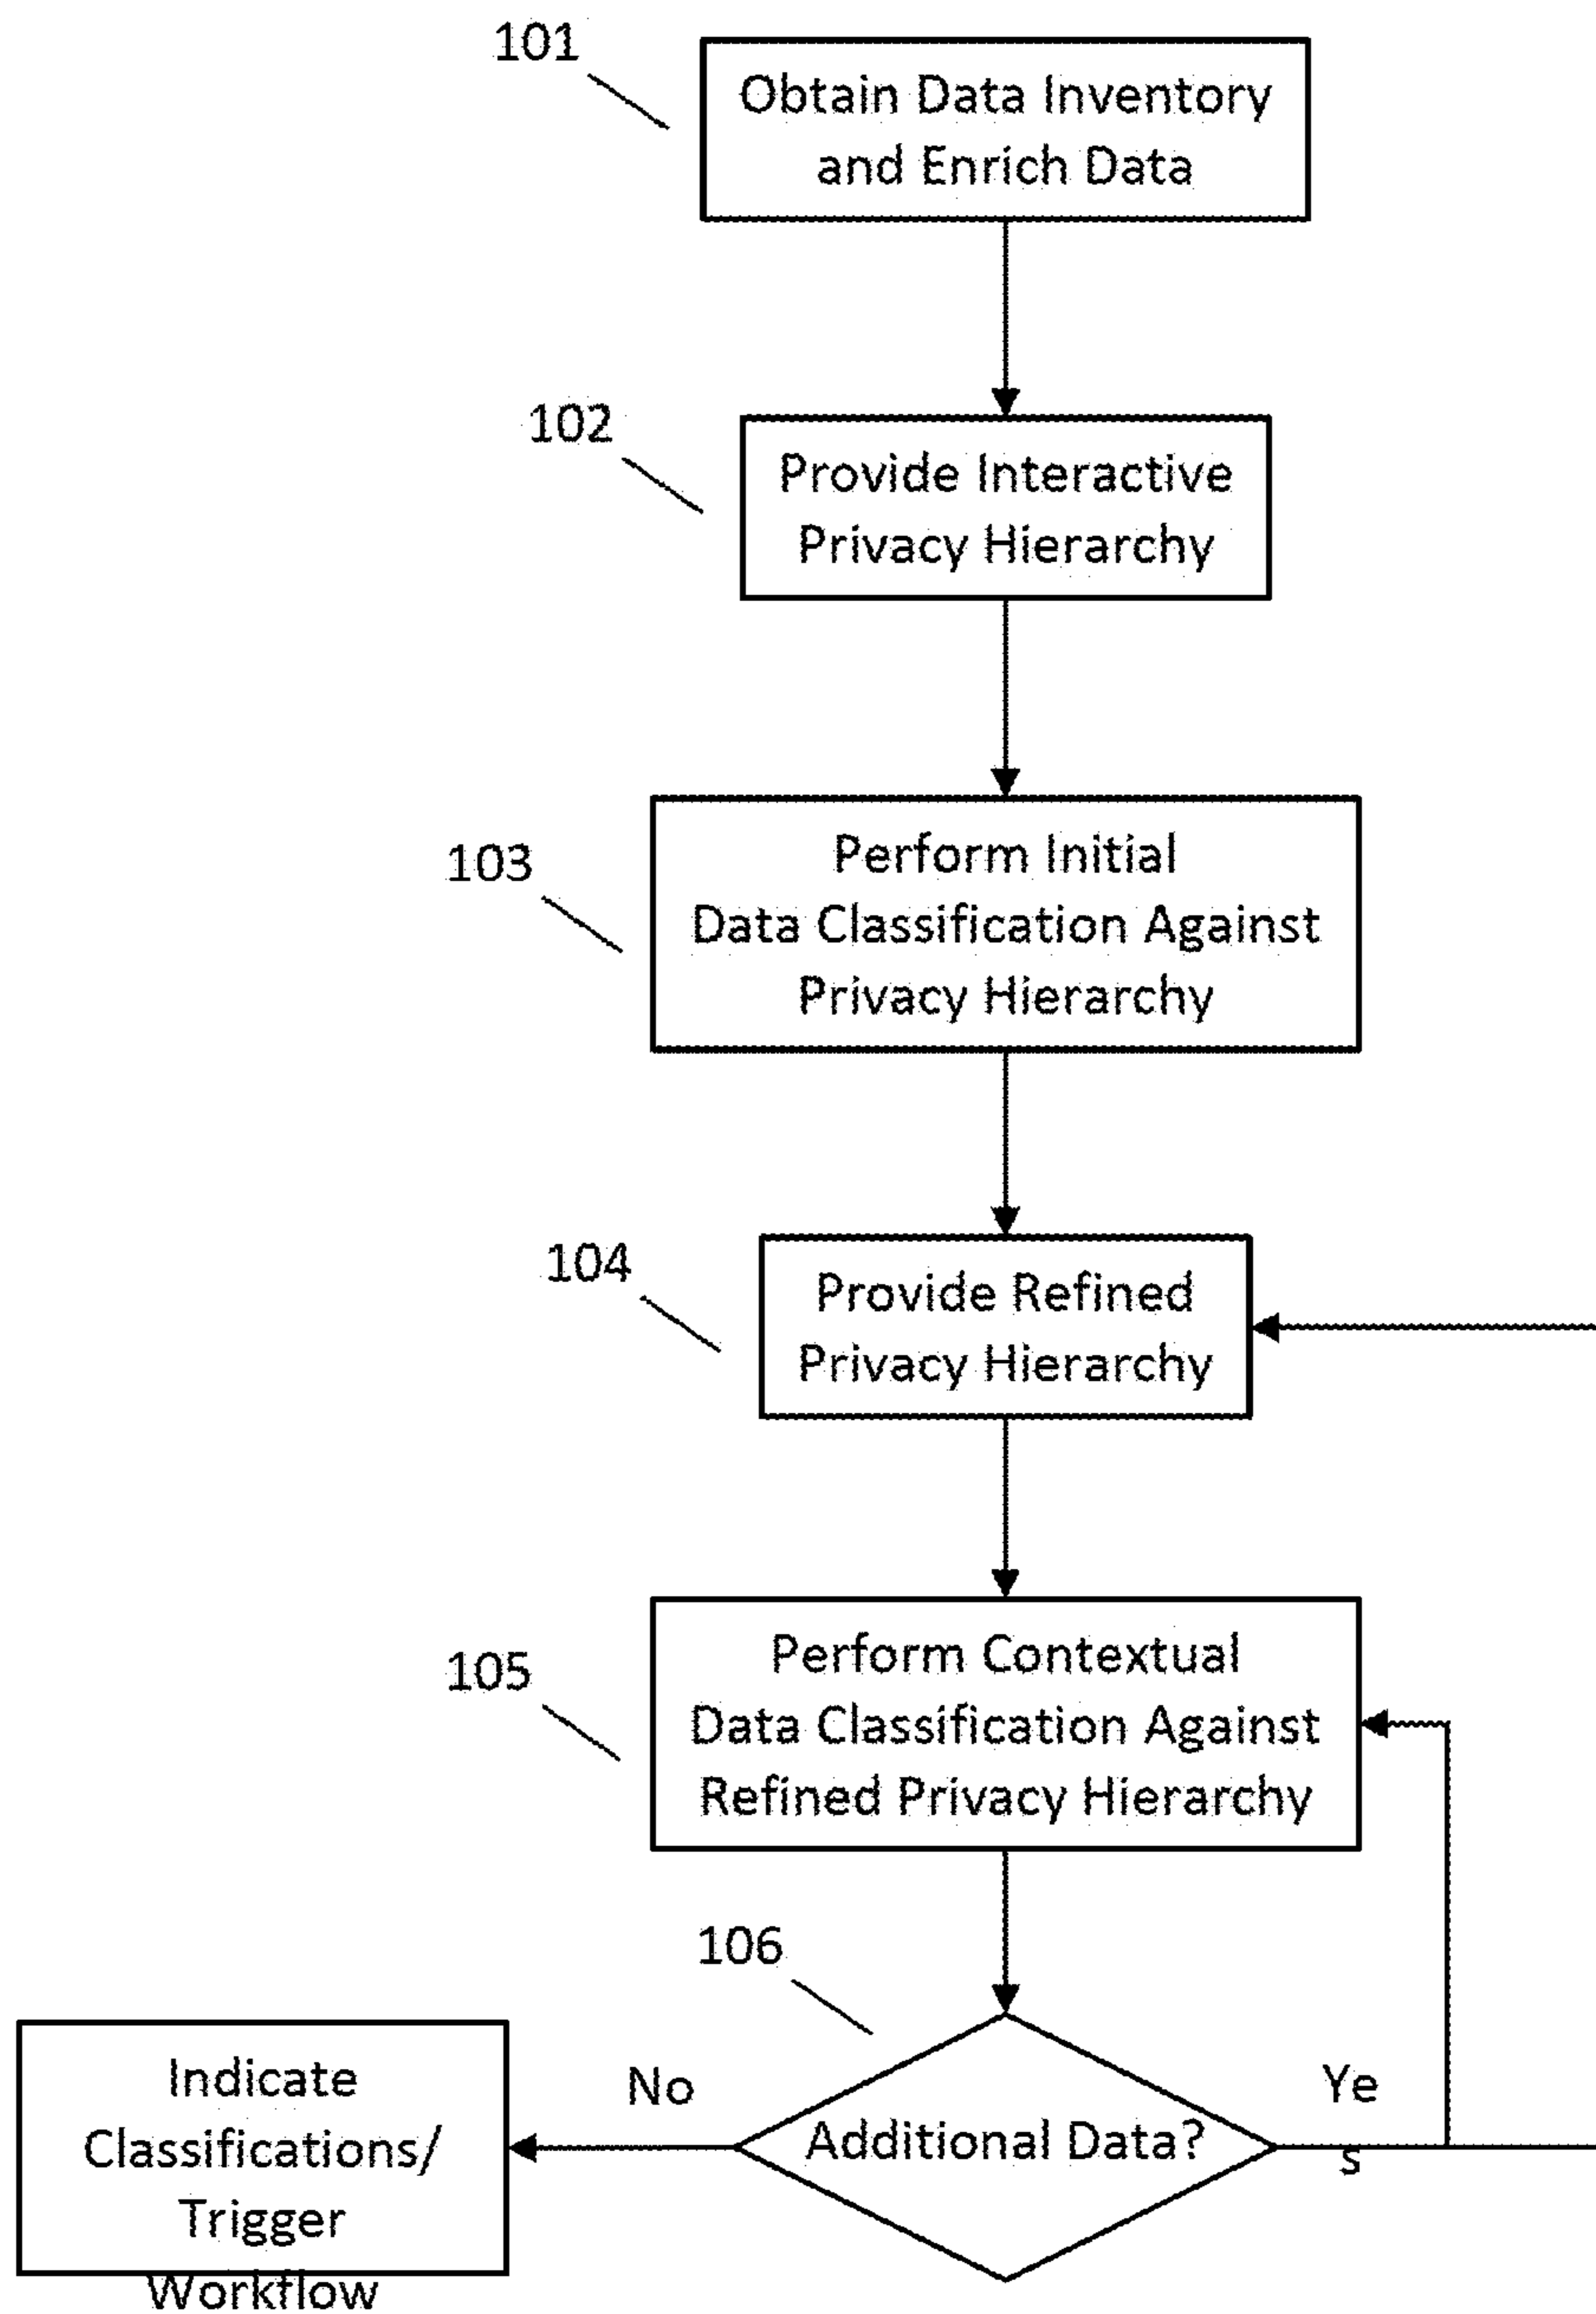 101
Obtain Data Inventory
and Enrich Data
102
Provide Interactive
Privacy Hierarchy
103
Perform Initial
Data Classification Against
Privacy Hierarchy
104
Provide Refined
Privacy Hierarchy
105
Perform Contextual
Data Classification Against
Refined Privacy Hierarchy
106
Additional Data?
No
Ye
s
Indicate
Classifications/
Trigger
Workflow